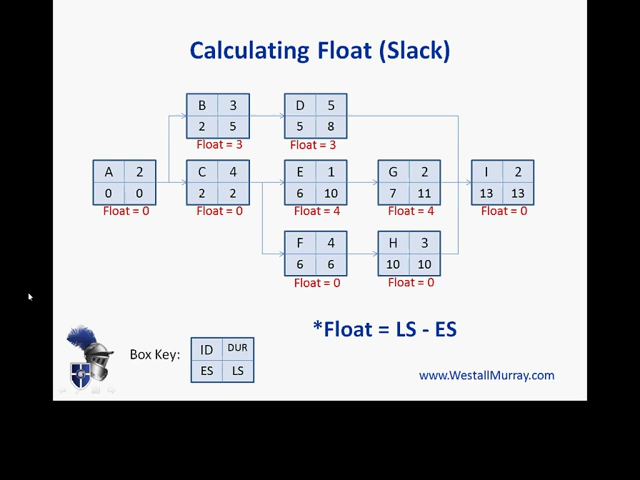 Calculating Float (Slack)
B 3 D 5
2 5 5 8
Float = 3 Float = 3
A 2 C 4 E 1 G 2 I 2
0 0 2 2 6 10 7 11 13 13
Float = 0 Float = 0 Float = 4 Float = 4 Float = 0
F 4 H 3
6 6 10 10
Float = 0 Float = 0
*Float = LS - ES
Box Key: ID DUR
ES LS
www.WestallMurray.com